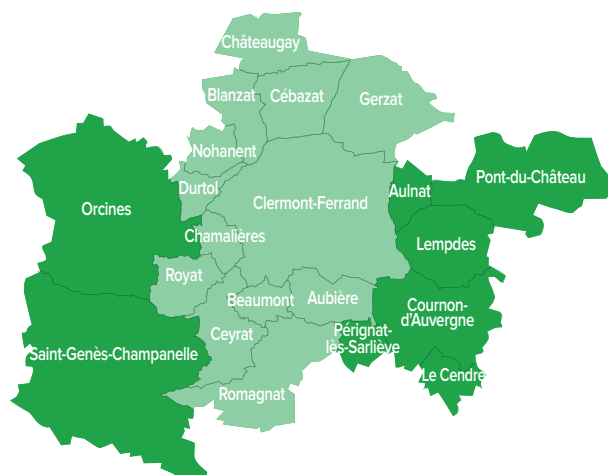 Châteaugay
Blanzat
Cébazat
Gerzat
Nohanent
Durtol
Aulnat
Pont-du-Château
Orcines
Clermont-Ferrand
Chamalières
Lempdes
Royat
Beaumont
Aubière
Cournon-
d'Auvergne
Ceyrat
Pérignat-
lès-Sarliève
Saint-Genès-Champanelle
Le Cendre
Romagnat